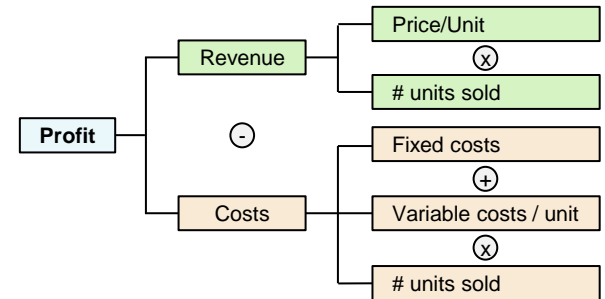 Price/Unit
Revenue
x
# units sold
Profit
-
Fixed costs
+
Costs
Variable costs / unit
x
# units sold